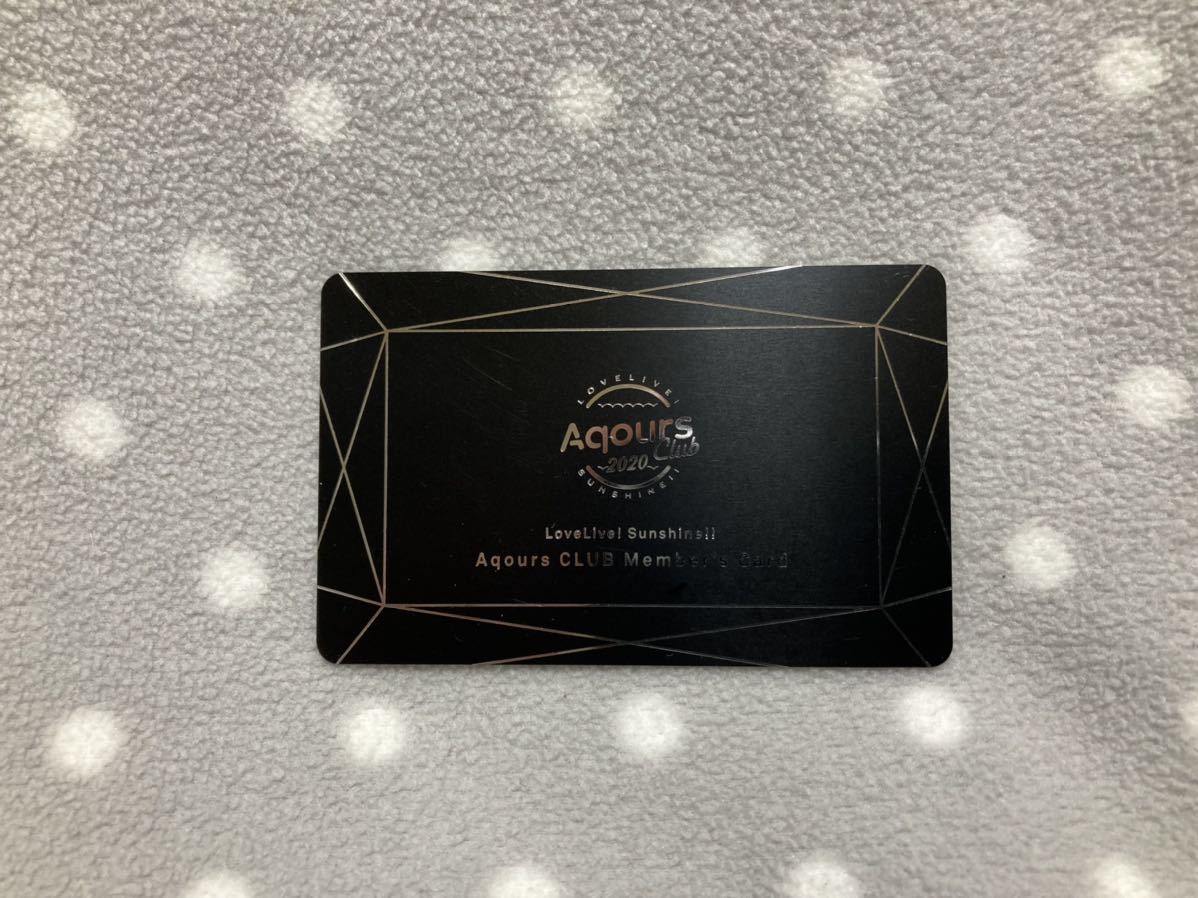 LOVELIVE!
Aqours
Club
2020
SUNSHINE!!
LoveLive! Sunshine!!
Aqours CLUB Member's Card